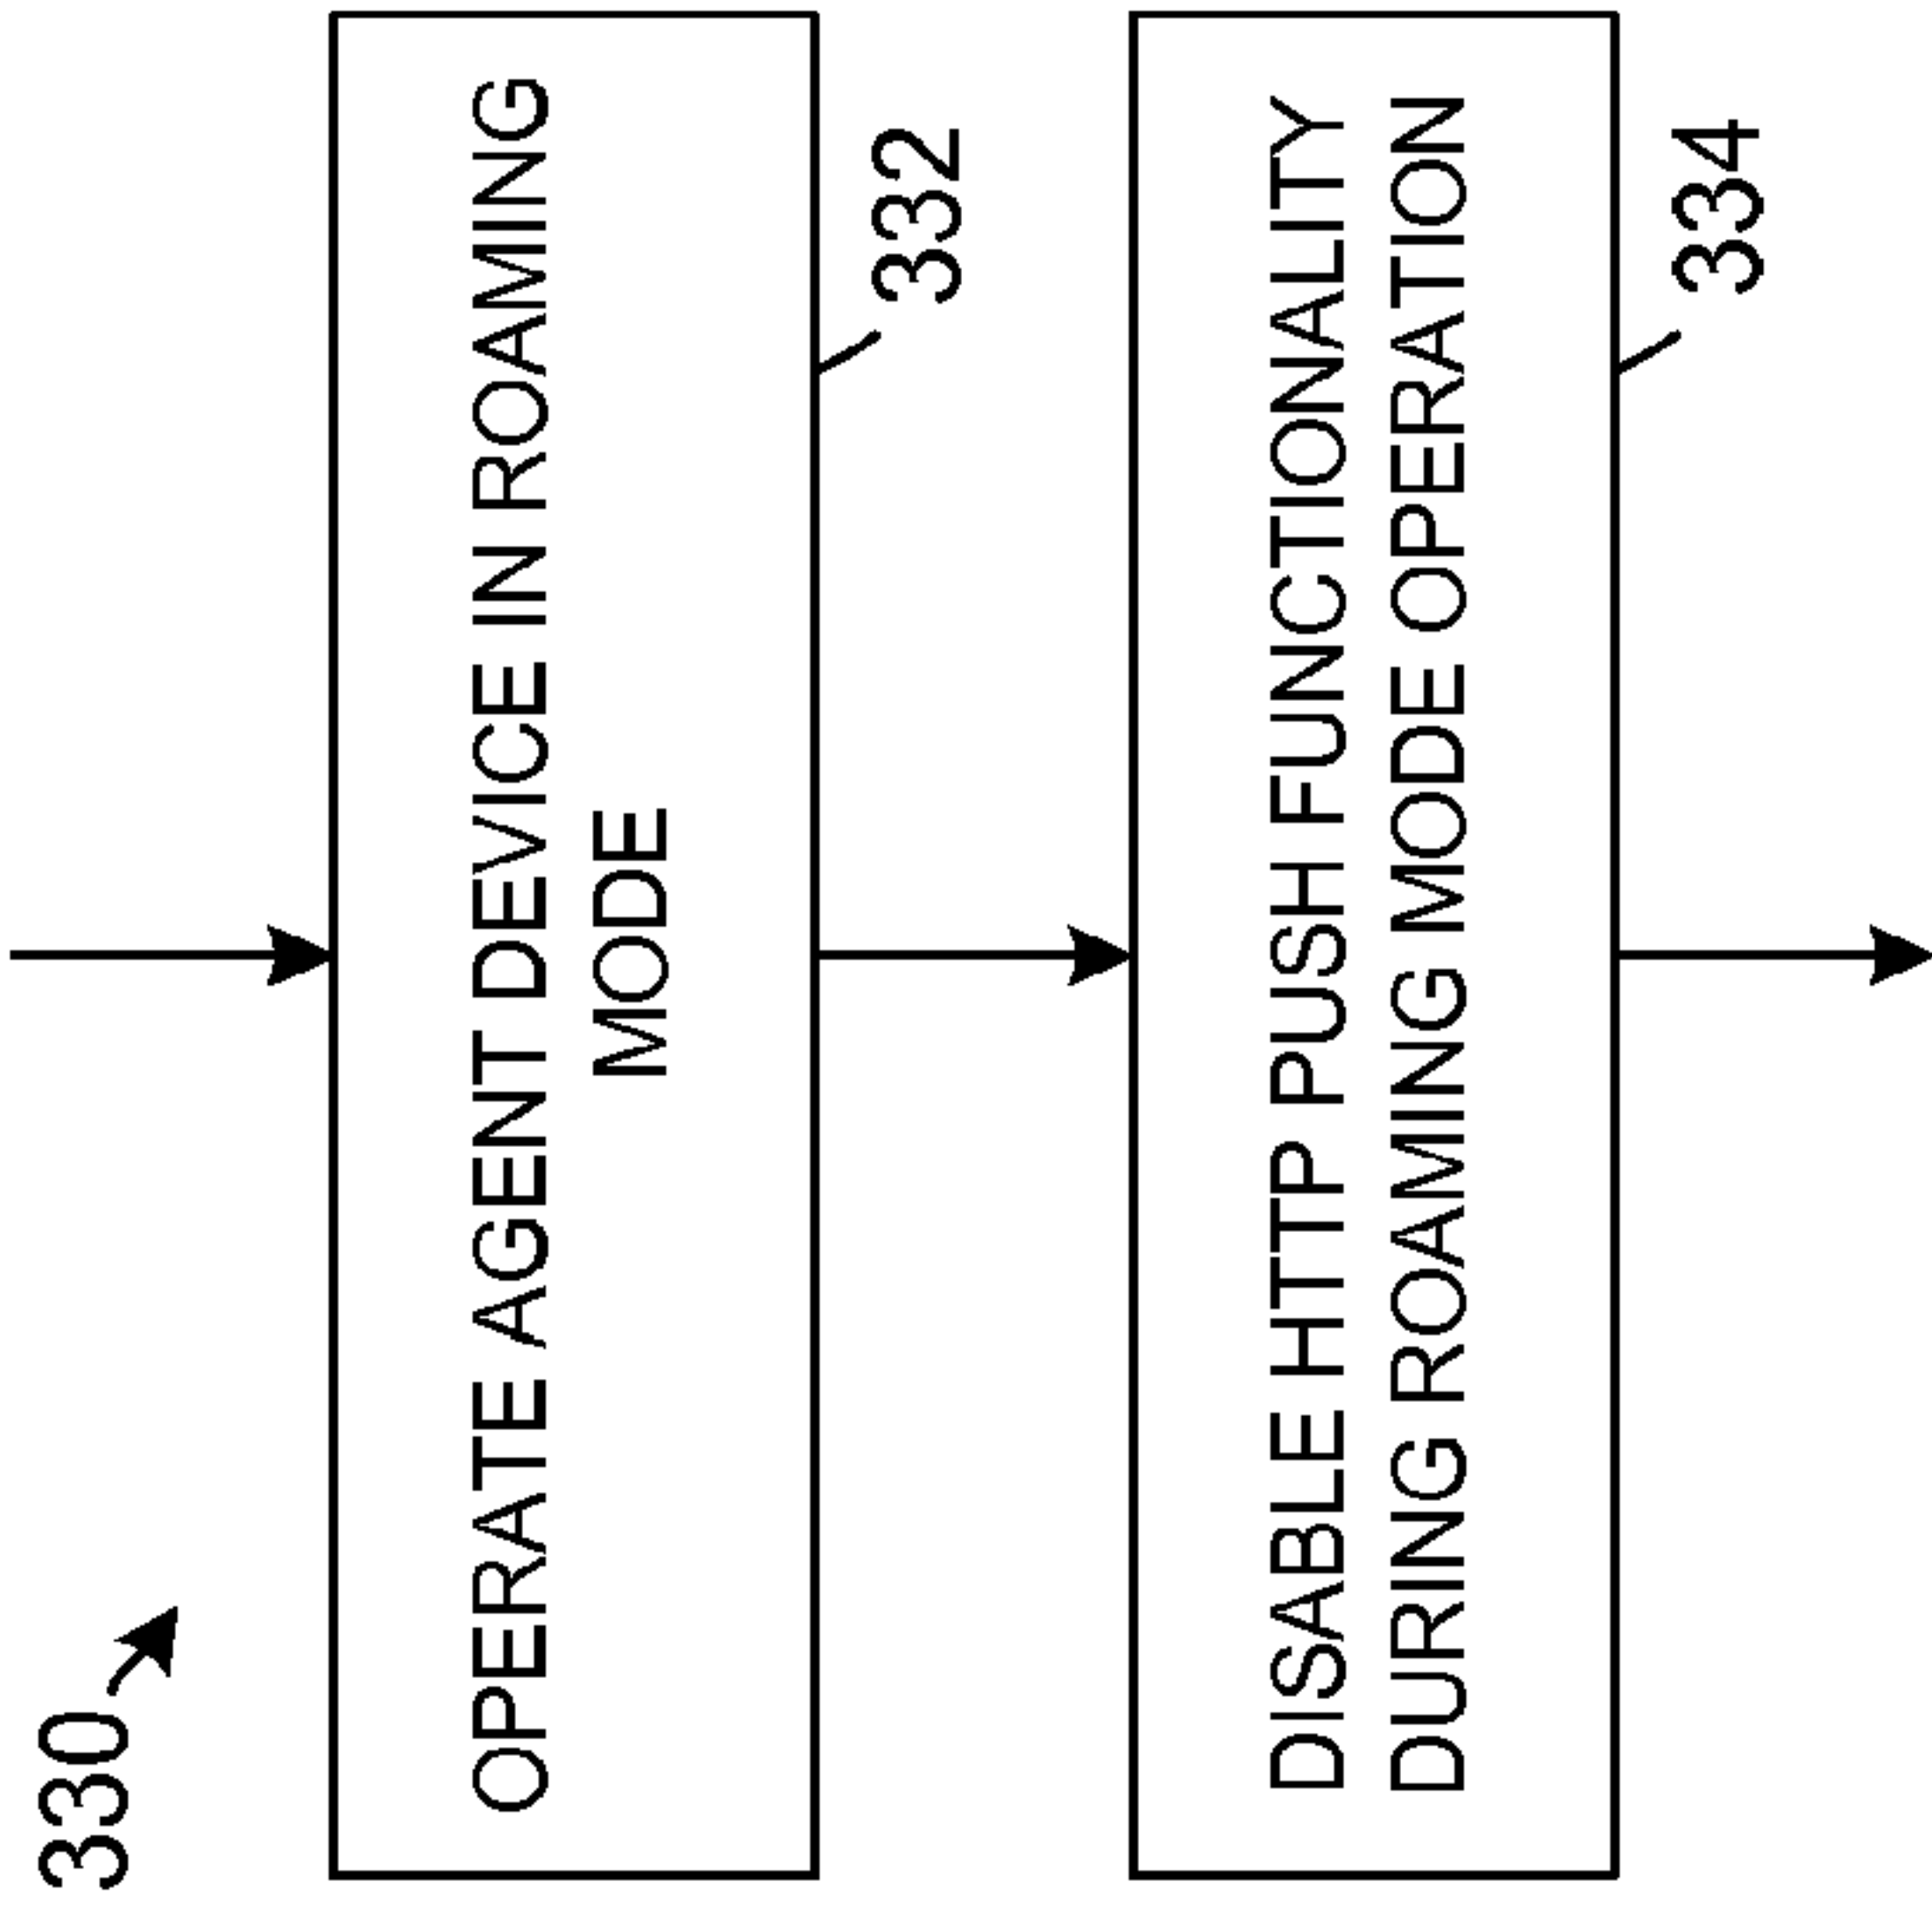 330
OPERATE AGENT DEVICE IN ROAMING
MODE
332
DISABLE HTTP PUSH FUNCTIONALITY
DURING ROAMING MODE OPERATION
334